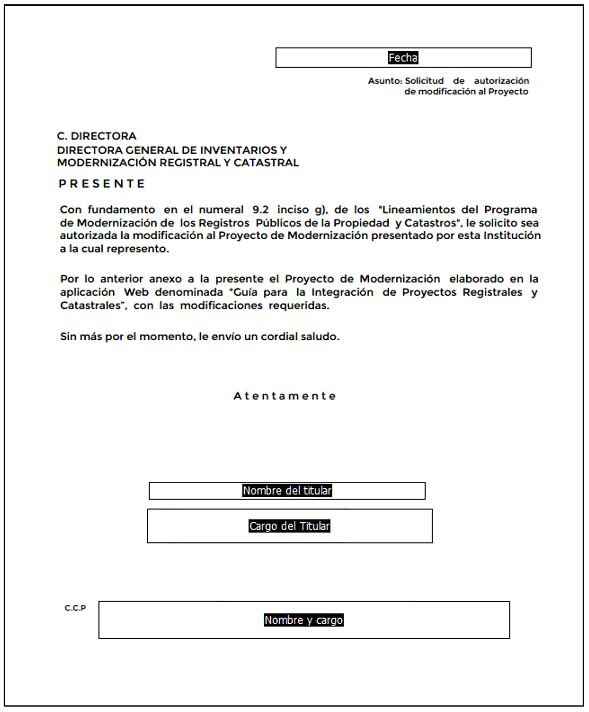 Fecha
Asunto: Solicitud de autorización
de modificación al Proyecto
C. DIRECTORA
DIRECTORA GENERAL DE INVENTARIOS Y
MODERNIZACIÓN REGISTRAL Y CATASTRAL
P R E S E N T E
Con fundamento en el numeral 9.2 inciso g), de los "Lineamientos del Programa
de Modernización de los Registros Públicos de la Propiedad y Catastros", le solicito sea
autorizada la modificación al Proyecto de Modernización presentado por esta Institución
a la cual represento.
Por lo anterior anexo a la presente el Proyecto de Modernización elaborado en la
aplicación Web denominada "Guía para la Integración de Proyectos Registrales y
Catastrales", con las modificaciones requeridas.
Sin más por el momento, le envío un cordial saludo.
A t e n t a m e n t e
Nombre del titular
Cargo del Titular
C.C.P
Nombre y cargo